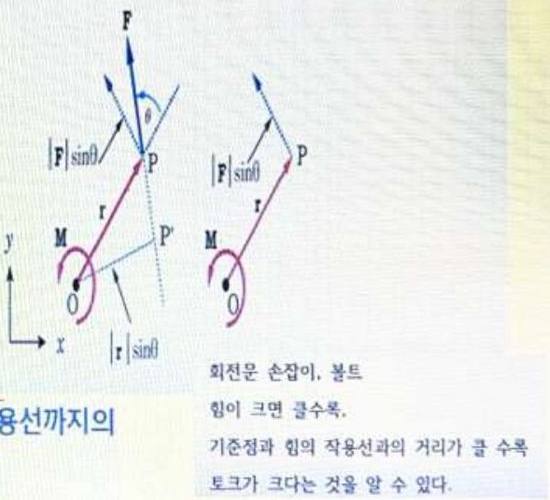 F
θ
|F|sinθ
P
|F|sinθ
P
r
r
M
P'
M
y
O
O
x
|r|sinθ
회전문 손잡이, 볼트
힘이 크면 클수록,
용선까지의
기준점과 힘의 작용선과의 거리가 클 수록
토크가 크다는 것을 알 수 있다.